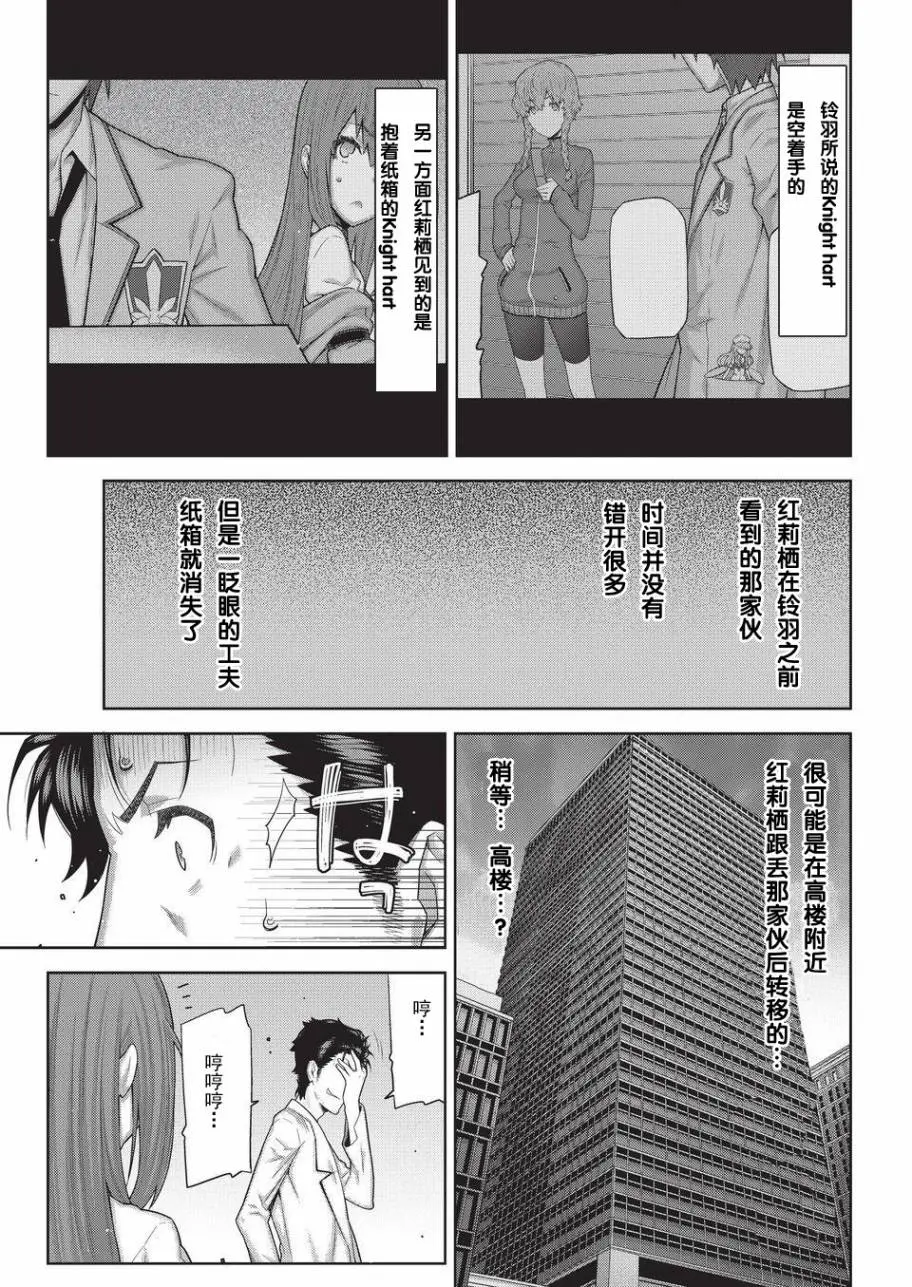 铃羽所说的Knight hart
是空着手的
另一方面红莉栖见到的是
抱着纸箱的Knight hart
红莉栖在铃羽之前
看到的那家伙
时间并没有
错开很多
但是一眨眼的工夫
纸箱就消失了
很可能是在高楼附近
红莉栖跟丢那家伙后转移的…
稍等… 高楼…?
哼…
哼哼哼…